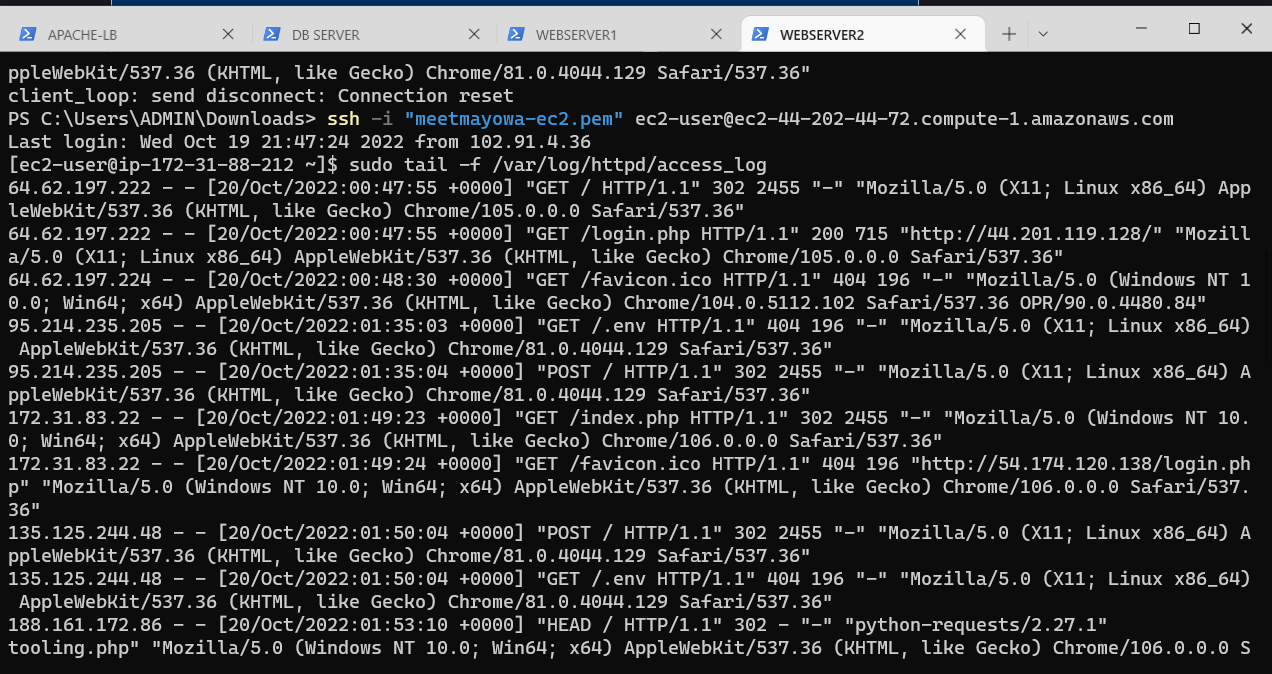 APACHE-LB DB SERVER WEBSERVER1 WEBSERVER2
ppleWebKit/537.36 (KHTML, like Gecko) Chrome/81.0.4044.129 Safari/537.36"
client_loop: send disconnect: Connection reset
PS C:\Users\ADMIN\Downloads> ssh -i "meetmayowa-ec2.pem" ec2-user@ec2-44-202-44-72.compute-1.amazonaws.com
Last login: Wed Oct 19 21:47:24 2022 from 102.91.4.36
[ec2-user@ip-172-31-88-212 ~]$ sudo tail -f /var/log/httpd/access_log
64.62.197.222 - - [20/Oct/2022:00:47:55 +0000] "GET / HTTP/1.1" 302 2455 "-" "Mozilla/5.0 (X11; Linux x86_64) App
leWebKit/537.36 (KHTML, like Gecko) Chrome/105.0.0.0 Safari/537.36"
64.62.197.222 - - [20/Oct/2022:00:47:55 +0000] "GET /login.php HTTP/1.1" 200 715 "http://44.201.119.128/" "Mozill
a/5.0 (X11; Linux x86_64) AppleWebKit/537.36 (KHTML, like Gecko) Chrome/105.0.0.0 Safari/537.36"
64.62.197.224 - - [20/Oct/2022:00:48:30 +0000] "GET /favicon.ico HTTP/1.1" 404 196 "-" "Mozilla/5.0 (Windows NT 1
0.0; Win64; x64) AppleWebKit/537.36 (KHTML, like Gecko) Chrome/104.0.5112.102 Safari/537.36 OPR/90.0.4480.84"
95.214.235.205 - - [20/Oct/2022:01:35:03 +0000] "GET /.env HTTP/1.1" 404 196 "-" "Mozilla/5.0 (X11; Linux x86_64)
 AppleWebKit/537.36 (KHTML, like Gecko) Chrome/81.0.4044.129 Safari/537.36"
95.214.235.205 - - [20/Oct/2022:01:35:04 +0000] "POST / HTTP/1.1" 302 2455 "-" "Mozilla/5.0 (X11; Linux x86_64) A
ppleWebKit/537.36 (KHTML, like Gecko) Chrome/81.0.4044.129 Safari/537.36"
172.31.83.22 - - [20/Oct/2022:01:49:23 +0000] "GET /index.php HTTP/1.1" 302 2455 "-" "Mozilla/5.0 (Windows NT 10.
0; Win64; x64) AppleWebKit/537.36 (KHTML, like Gecko) Chrome/106.0.0.0 Safari/537.36"
172.31.83.22 - - [20/Oct/2022:01:49:24 +0000] "GET /favicon.ico HTTP/1.1" 404 196 "http://54.174.120.138/login.ph
p" "Mozilla/5.0 (Windows NT 10.0; Win64; x64) AppleWebKit/537.36 (KHTML, like Gecko) Chrome/106.0.0.0 Safari/537.
36"
135.125.244.48 - - [20/Oct/2022:01:50:04 +0000] "POST / HTTP/1.1" 302 2455 "-" "Mozilla/5.0 (X11; Linux x86_64) A
ppleWebKit/537.36 (KHTML, like Gecko) Chrome/81.0.4044.129 Safari/537.36"
135.125.244.48 - - [20/Oct/2022:01:50:04 +0000] "GET /.env HTTP/1.1" 404 196 "-" "Mozilla/5.0 (X11; Linux x86_64)
 AppleWebKit/537.36 (KHTML, like Gecko) Chrome/81.0.4044.129 Safari/537.36"
188.161.172.86 - - [20/Oct/2022:01:53:10 +0000] "HEAD / HTTP/1.1" 302 - "-" "python-requests/2.27.1"
tooling.php" "Mozilla/5.0 (Windows NT 10.0; Win64; x64) AppleWebKit/537.36 (KHTML, like Gecko) Chrome/106.0.0.0 S